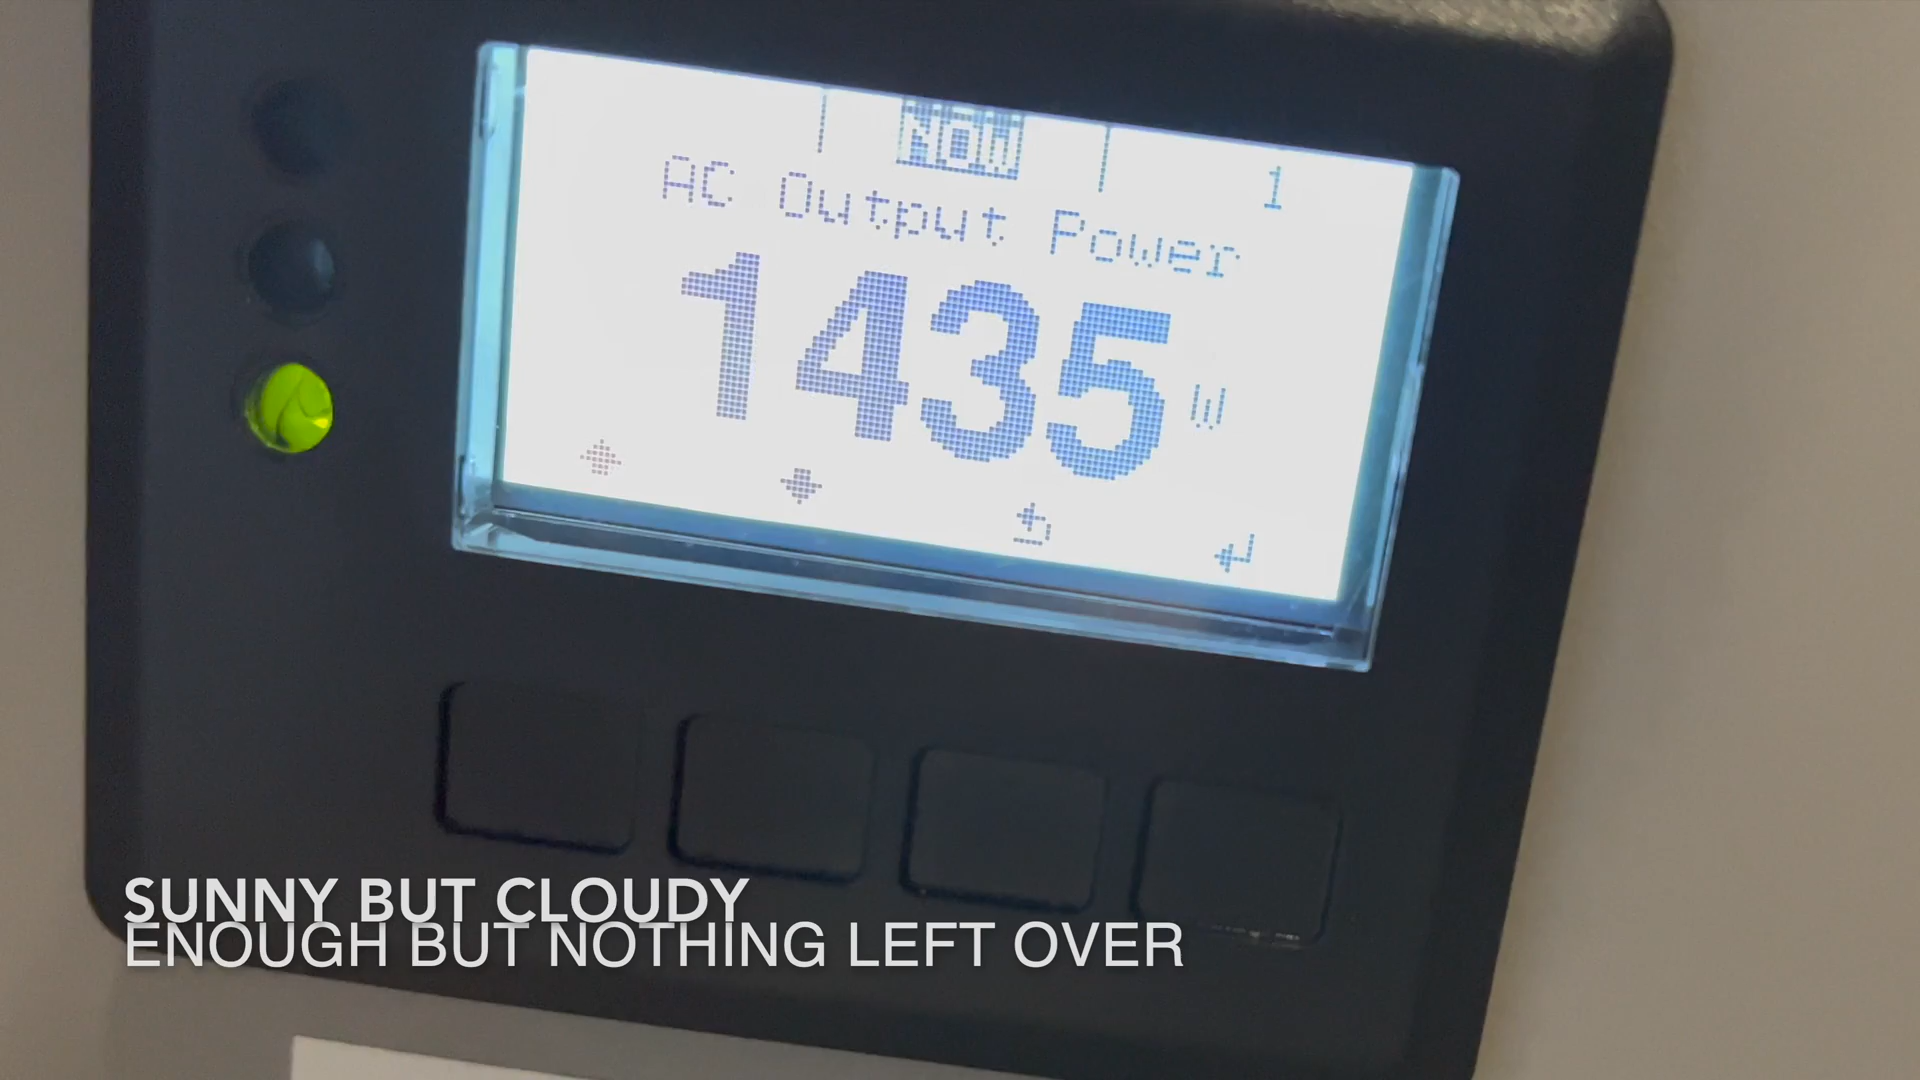 NOW 1
AC Output Power
1435 W
SUNNY BUT CLOUDY
ENOUGH BUT NOTHING LEFT OVER